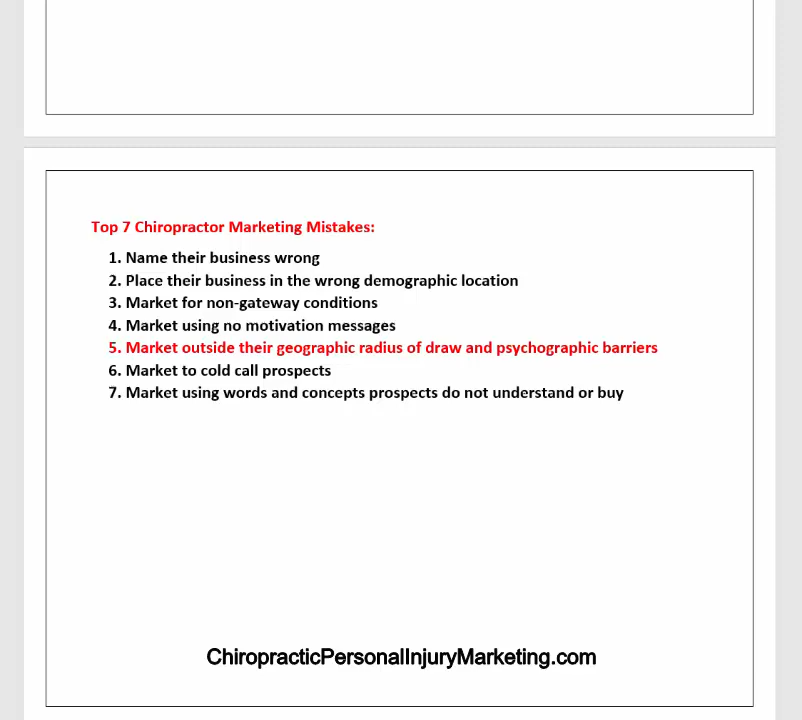 Top 7 Chiropractor Marketing Mistakes:
1. Name their business wrong
2. Place their business in the wrong demographic location
3. Market for non-gateway conditions
4. Market using no motivation messages
5. Market outside their geographic radius of draw and psychographic barriers
6. Market to cold call prospects
7. Market using words and concepts prospects do not understand or buy
ChiropracticPersonalInjuryMarketing.com